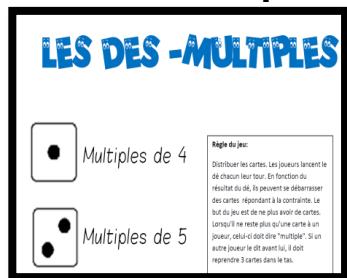 LES DES -MULTIPLES
Multiples de 4
Multiples de 5
Règle du jeu:
Distribuer les cartes. Les joueurs lancent le
dé chacun leur tour. En fonction du
résultat du dé, ils peuvent se débarrasser
des cartes répondant à la contrainte. Le
but du jeu est de ne plus avoir de cartes.
Lorsqu'il ne reste plus qu'une carte à un
joueur, celui-ci doit dire "multiple". Si un
autre joueur le dit avant lui, il doit
reprendre 3 cartes dans le tas.